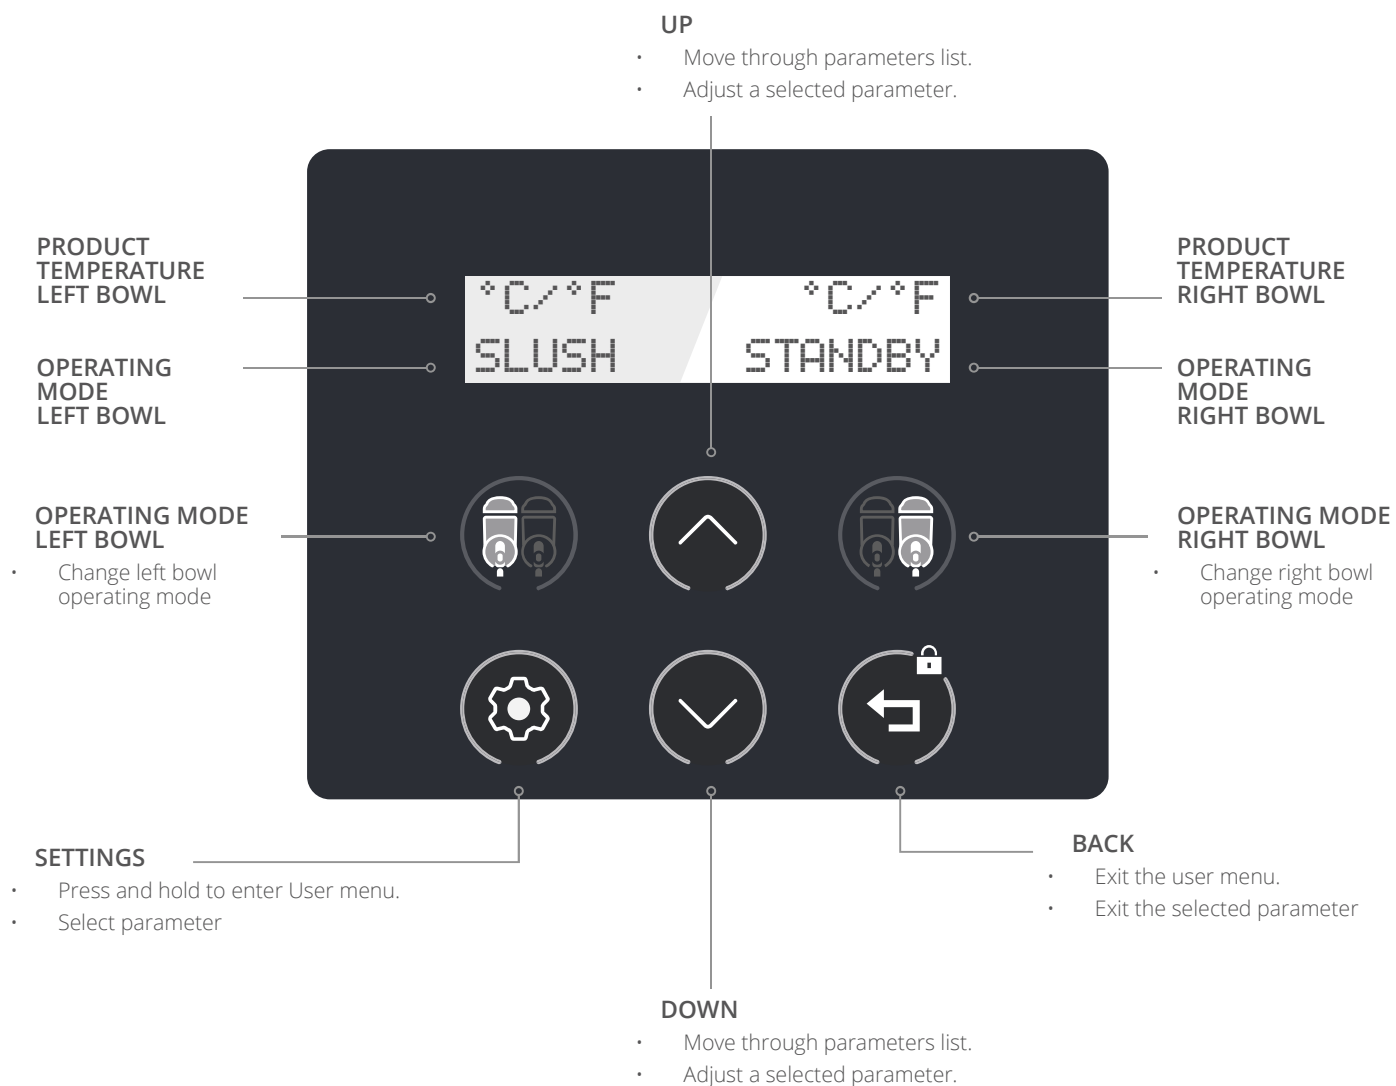 UP
• Move through parameters list.
• Adjust a selected parameter.
PRODUCT
TEMPERATURE
LEFT BOWL
OPERATING
MODE
LEFT BOWL
OPERATING MODE
LEFT BOWL
• Change left bowl
operating mode
°C/°F °C/°F
SLUSH STANDBY
PRODUCT
TEMPERATURE
RIGHT BOWL
OPERATING
MODE
RIGHT BOWL
OPERATING MODE
RIGHT BOWL
• Change right bowl
operating mode
SETTINGS
• Press and hold to enter User menu.
• Select parameter
BACK
• Exit the user menu.
• Exit the selected parameter
DOWN
• Move through parameters list.
• Adjust a selected parameter.